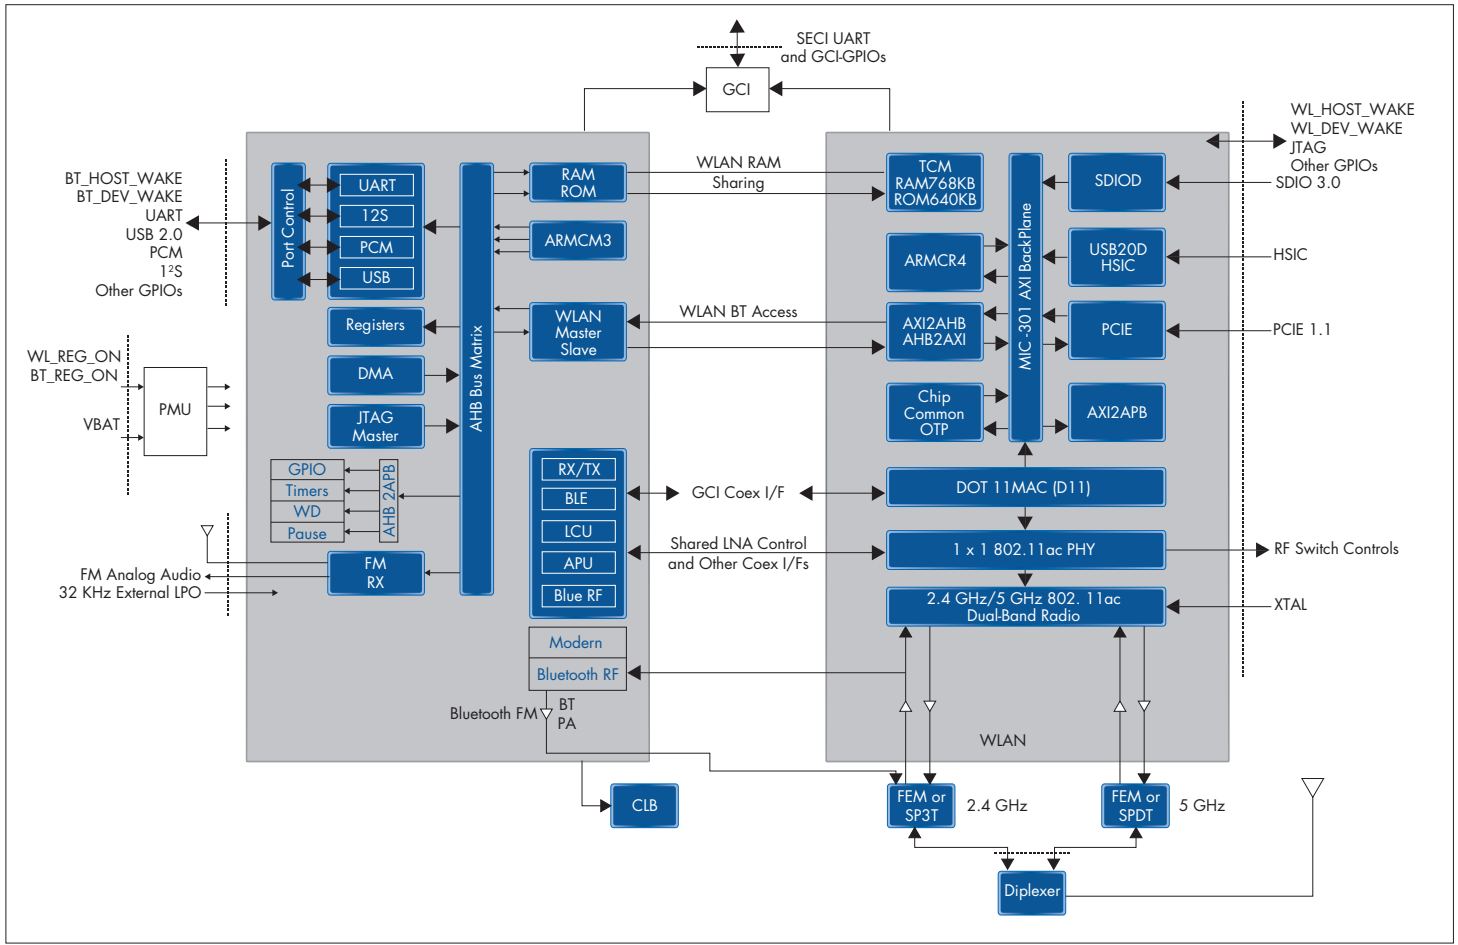 SECI UART
and GCI-GPIOs
GCI
BT_HOST_WAKE
BT_DEV_WAKE
UART
USB 2.0
PCM
1²S
Other GPIOs
WL_REG_ON
BT_REG_ON
VBAT
PMU
FM Analog Audio
32 KHz External LPO
Port Control
UART
12S
PCM
USB
Registers
DMA
JTAG
Master
GPIO
Timers
WD
Pause
AHB 2APB
FM
RX
AHB Bus Matrix
RAM
ROM
ARMCM3
WLAN
Master
Slave
RX/TX
BLE
LCU
APU
Blue RF
Modern
Bluetooth RF
Bluetooth FM
BT
PA
CLB
WLAN RAM
Sharing
WLAN BT Access
GCI Coex I/F
Shared LNA Control
and Other Coex I/Fs
TCM
RAM768KB
ROM640KB
ARMCR4
AXI2AHB
AHB2AXI
Chip
Common
OTP
MIC -301 AXI BackPlane
SDIOD
USB20D
HSIC
PCIE
AXI2APB
DOT 11MAC (D11)
1 x 1 802.11ac PHY
2.4 GHz/5 GHz 802. 11ac
Dual-Band Radio
WLAN
WL_HOST_WAKE
WL_DEV_WAKE
JTAG
Other GPIOs
SDIO 3.0
HSIC
PCIE 1.1
RF Switch Controls
XTAL
FEM or
SP3T
2.4 GHz
FEM or
SPDT
5 GHz
Diplexer